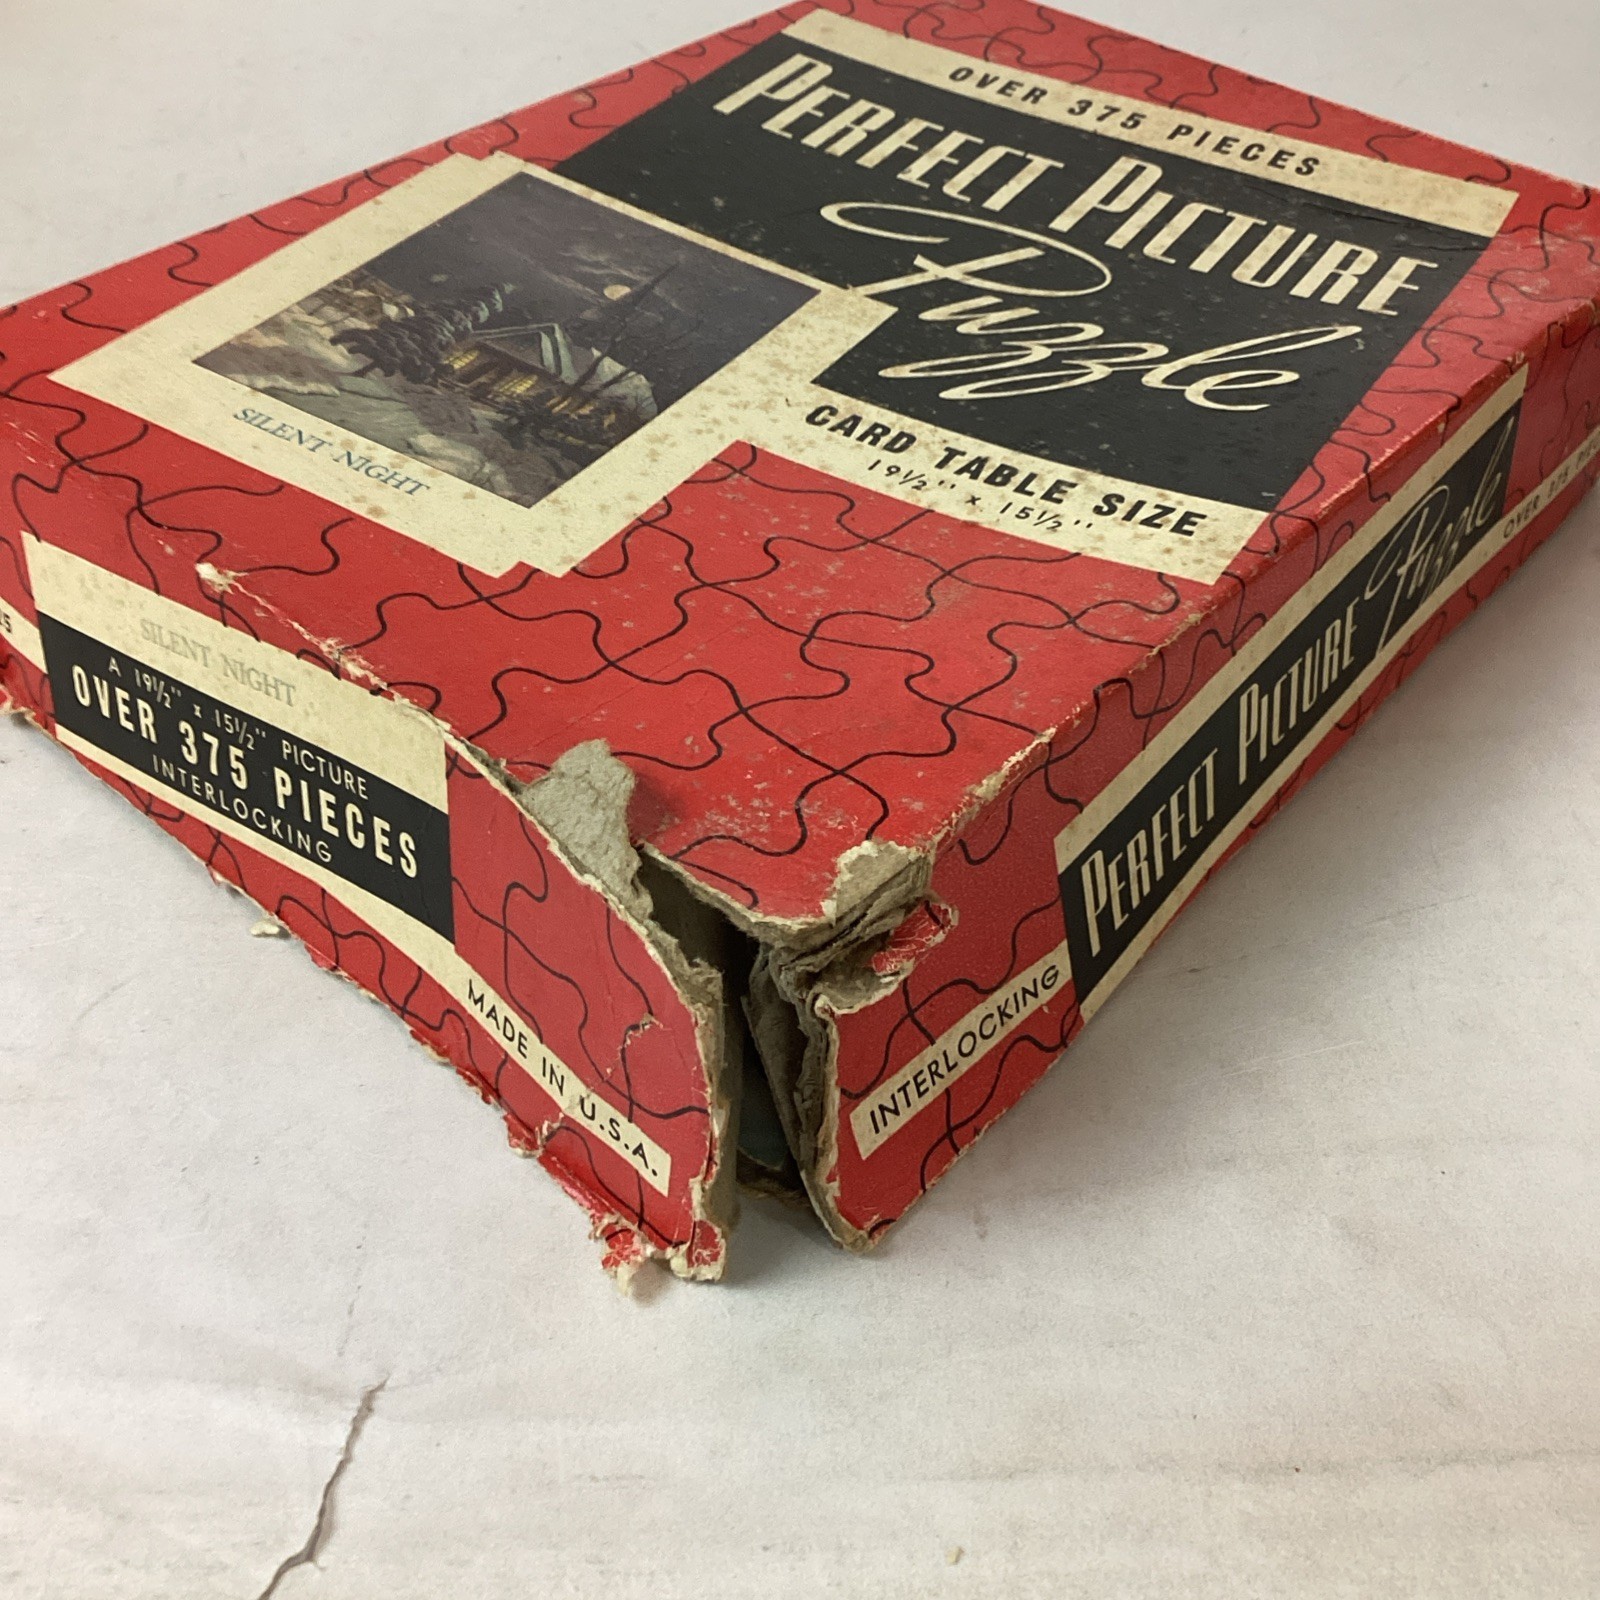 OVER 375 PIECES
PERFECT PICTURE
Puzzle
CARD TABLE SIZE
19½" x 15½"
SILENT NIGHT
SILENT NIGHT
A 19½" x 15½" PICTURE
OVER 375 PIECES
INTERLOCKING
MADE IN U.S.A.
PERFECT PICTURE Puzzle
INTERLOCKING
OVER 375